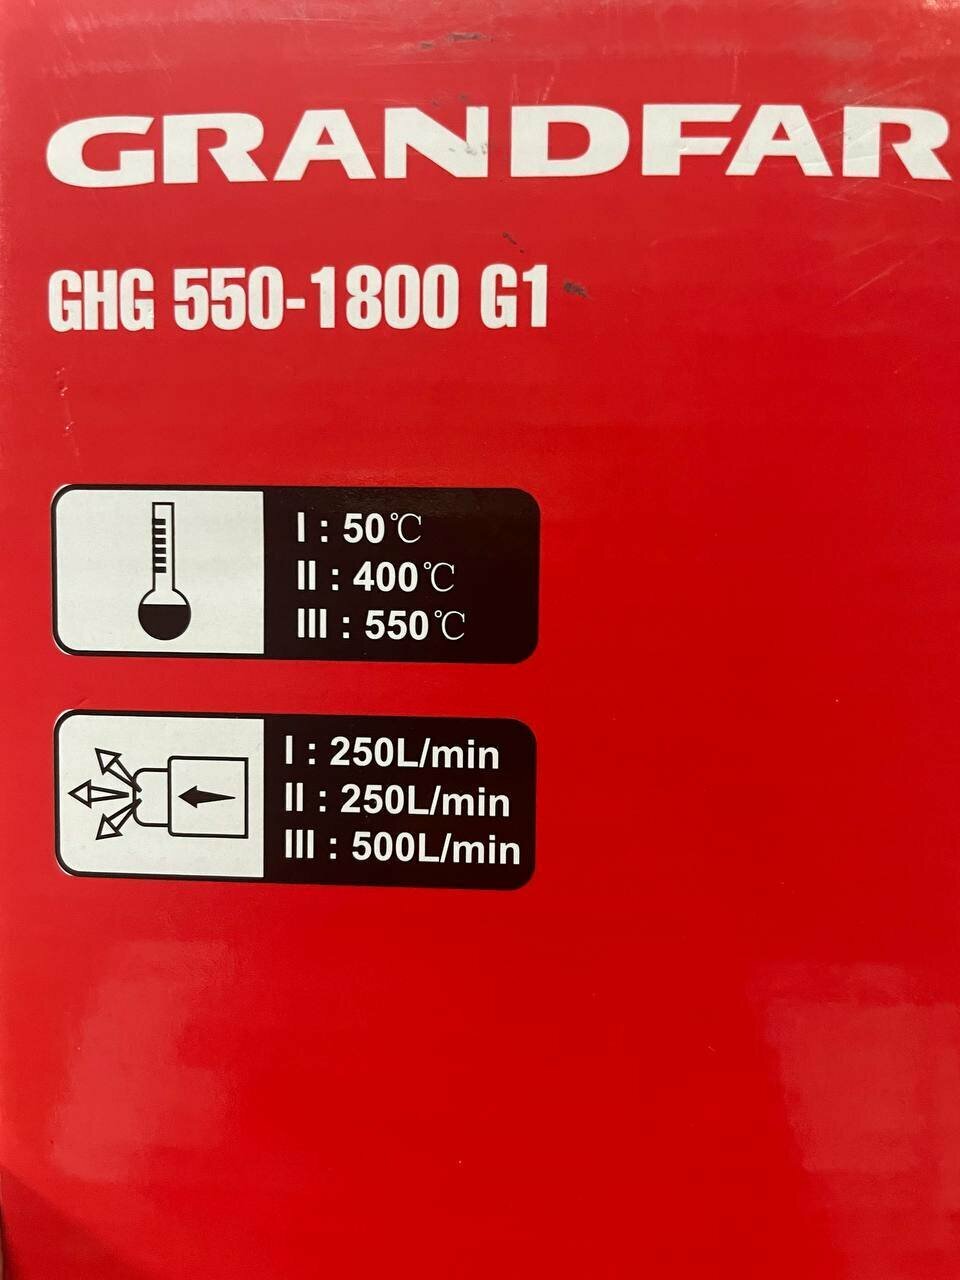 GRANDFAR
GHG 550-1800 G1
I : 50℃
II : 400℃
III : 550℃
I : 250L/min
II : 250L/min
III : 500L/min